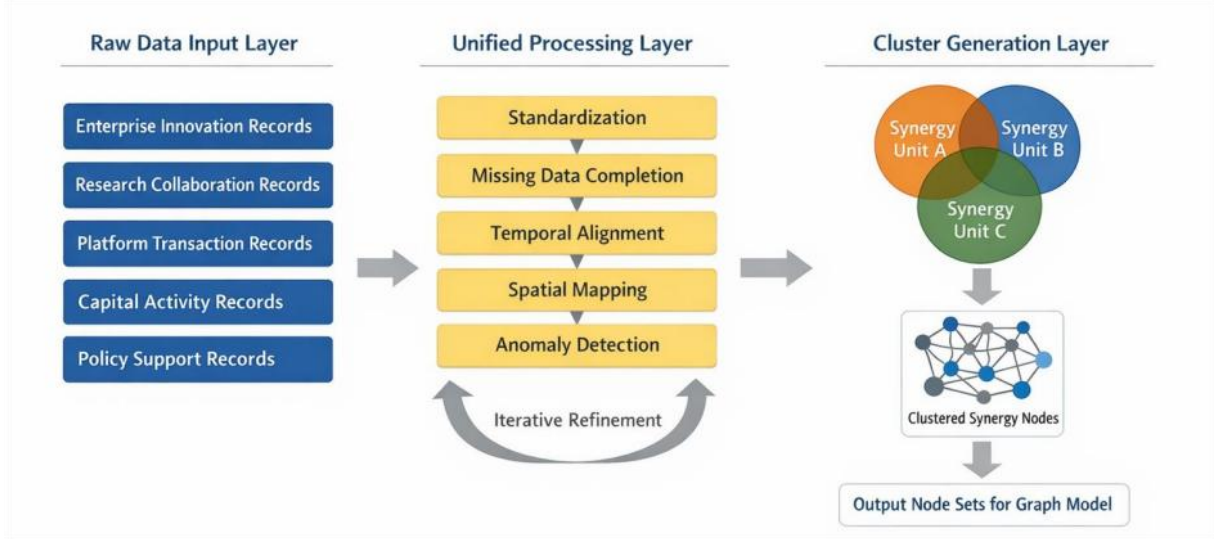 Raw Data Input Layer
Enterprise Innovation Records
Research Collaboration Records
Platform Transaction Records
Capital Activity Records
Policy Support Records
Unified Processing Layer
Standardization
Missing Data Completion
Temporal Alignment
Spatial Mapping
Anomaly Detection
Iterative Refinement
Cluster Generation Layer
Synergy
Unit A
Synergy
Unit B
Synergy
Unit C
Clustered Synergy Nodes
Output Node Sets for Graph Model